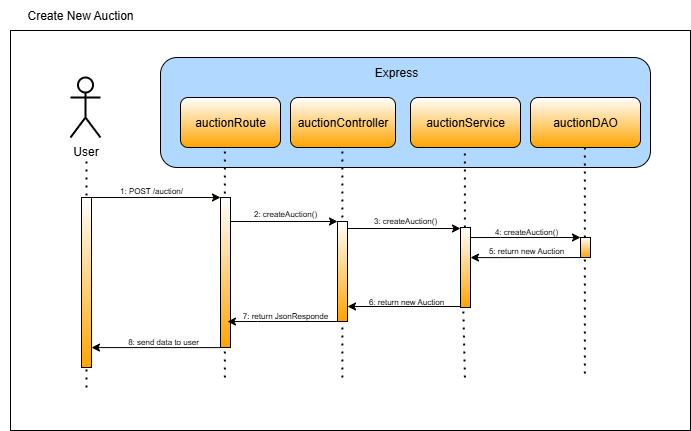 Create New Auction
Express
auctionRoute
auctionController
auctionService
auctionDAO
User
1: POST /auction/
2: createAuction()
3: createAuction()
4: createAuction()
5: return new Auction
6: return new Auction
7: return JsonResponde
8: send data to user